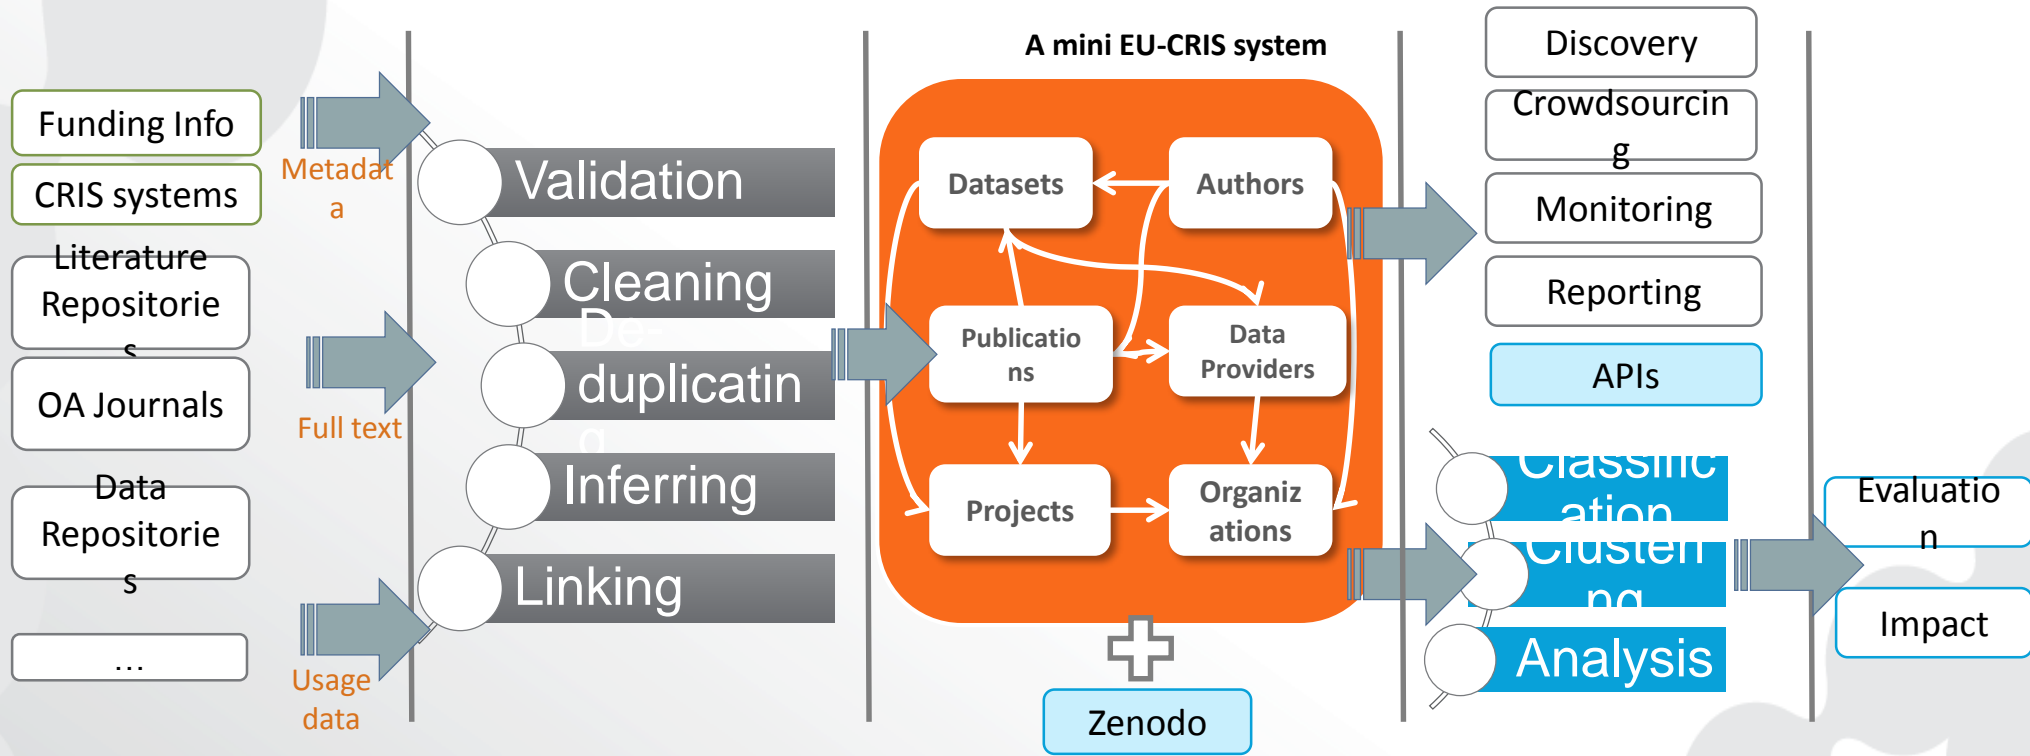 Funding Info
CRIS systems
Literature
Repositorie
s
OA Journals
Data
Repositorie
s
...
Metadat
a
Full text
Usage
data
Validation
Cleaning
De-
duplicatin
g
Inferring
Linking
A mini EU-CRIS system
Datasets
Authors
Publicatio
ns
Data
Providers
Projects
Organiz
ations
Zenodo
Discovery
Crowdsourcin
g
Monitoring
Reporting
APIs
Classific
ation
Clusteri
ng
Analysis
Evaluatio
n
Impact